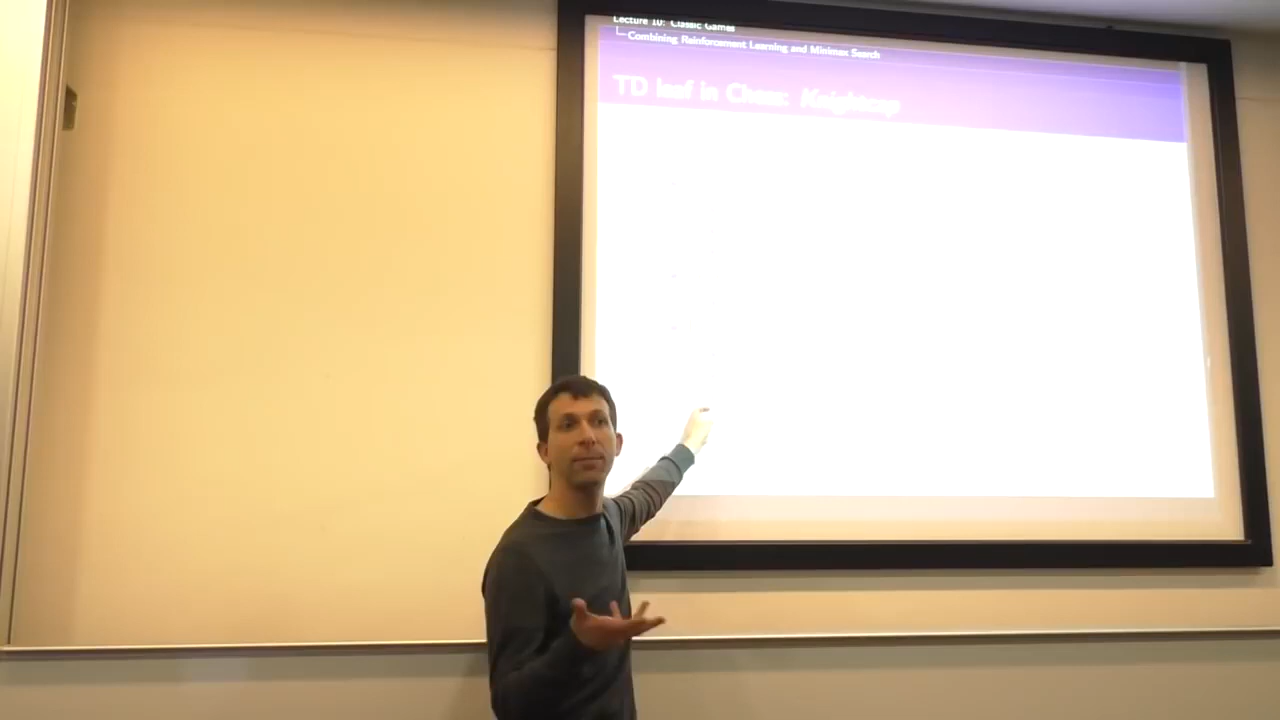 Lecture 10: Classic Games
Combining Reinforcement Learning and Minimax Search
TD leaf in Chess: Knightcap